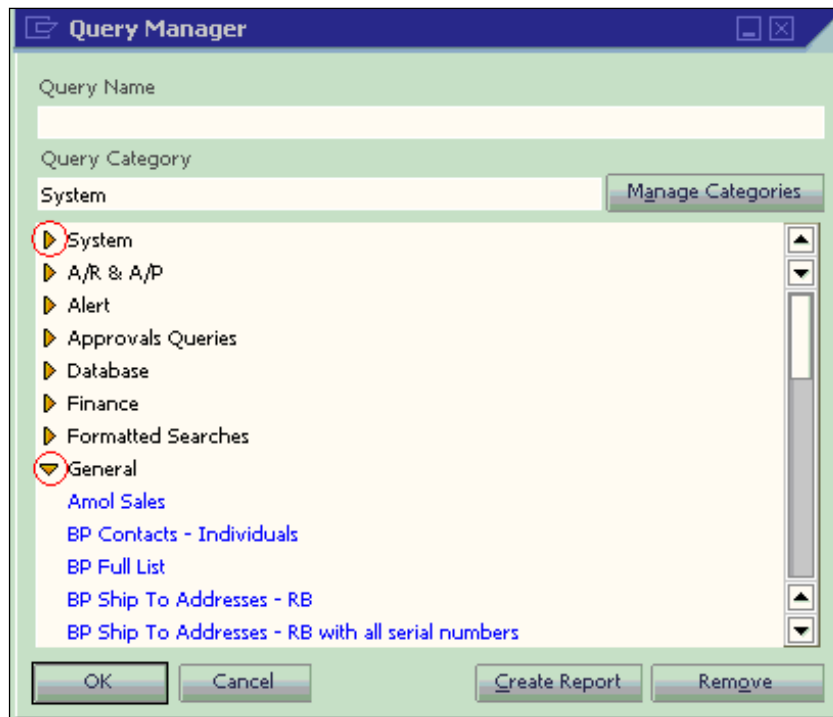 Query Manager
Query Name
Query Category
System
Manage Categories
System
A/R & A/P
Alert
Approvals Queries
Database
Finance
Formatted Searches
General
Amol Sales
BP Contacts - Individuals
BP Full List
BP Ship To Addresses - RB
BP Ship To Addresses - RB with all serial numbers
OK Cancel Create Report Remove